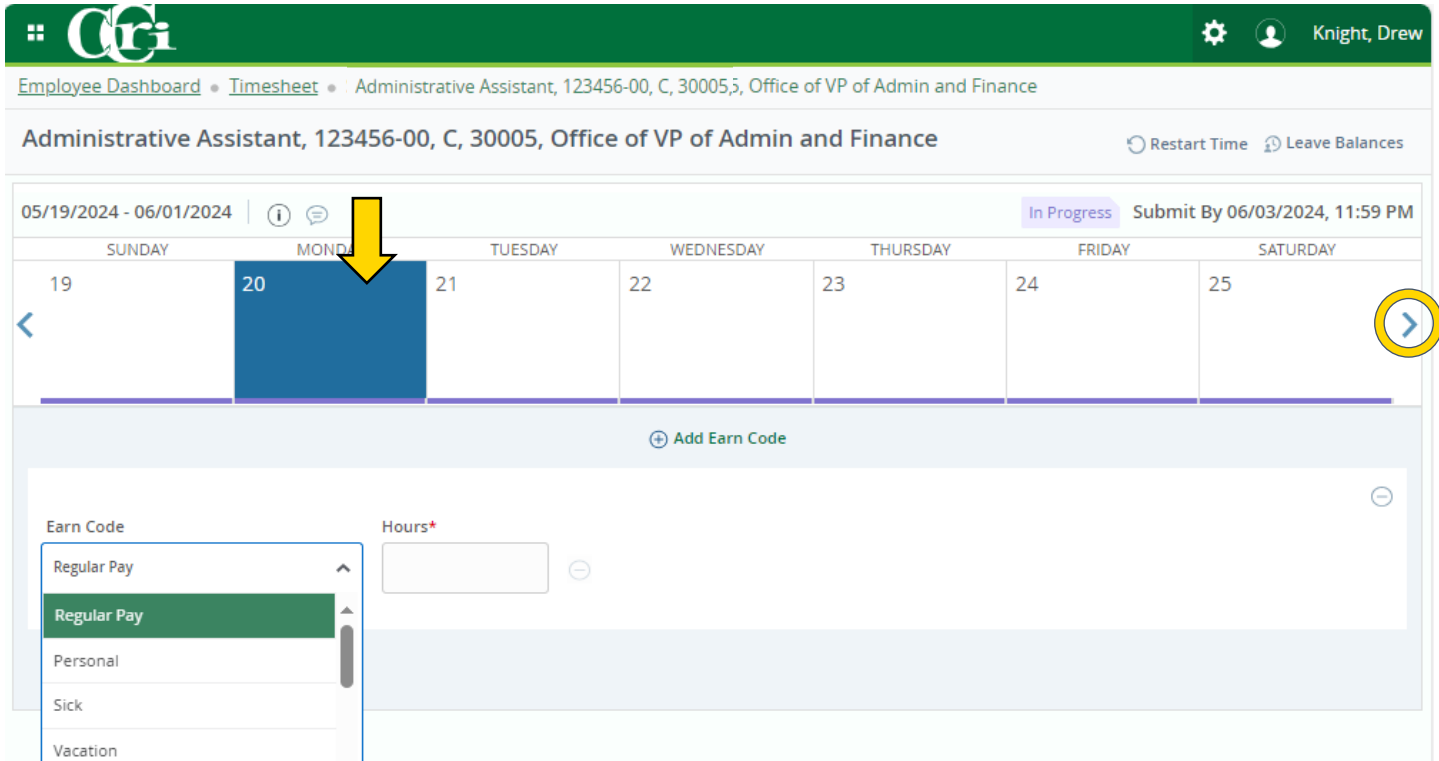 CCri
Knight, Drew
Employee Dashboard • Timesheet • Administrative Assistant, 123456-00, C, 30005,5, Office of VP of Admin and Finance
Administrative Assistant, 123456-00, C, 30005, Office of VP of Admin and Finance
Restart Time Leave Balances
05/19/2024 - 06/01/2024 In Progress Submit By 06/03/2024, 11:59 PM
SUNDAY MONDAY TUESDAY WEDNESDAY THURSDAY FRIDAY SATURDAY
19 20 21 22 23 24 25
Add Earn Code
Earn Code Hours*
Regular Pay
Regular Pay
Personal
Sick
Vacation